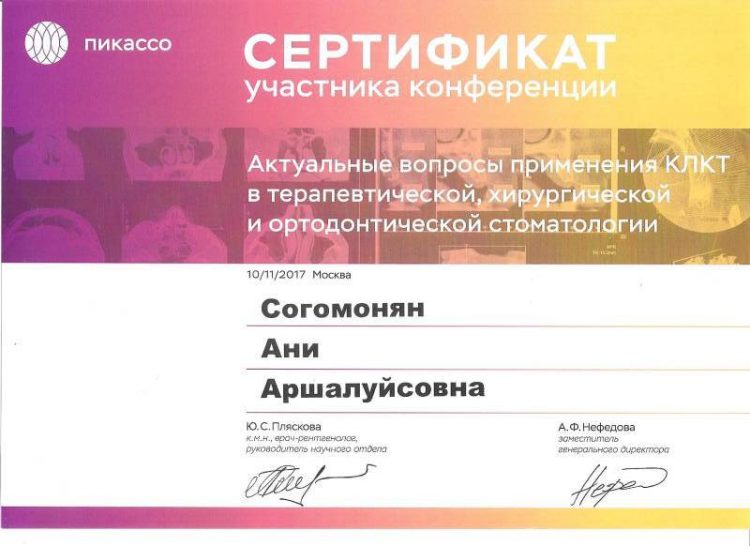 пикассо
СЕРТИФИКАТ
участника конференции
Актуальные вопросы применения КЛКТ
в терапевтической, хирургической
и ортодонтической стоматологии
10/11/2017 Москва
Согомонян
Ани
Аршалуйсовна
Ю.С.Пляскова
к.м.н., врач-рентгенолог,
руководитель научного отдела
А.Ф.Нефедова
заместитель
генерального директора